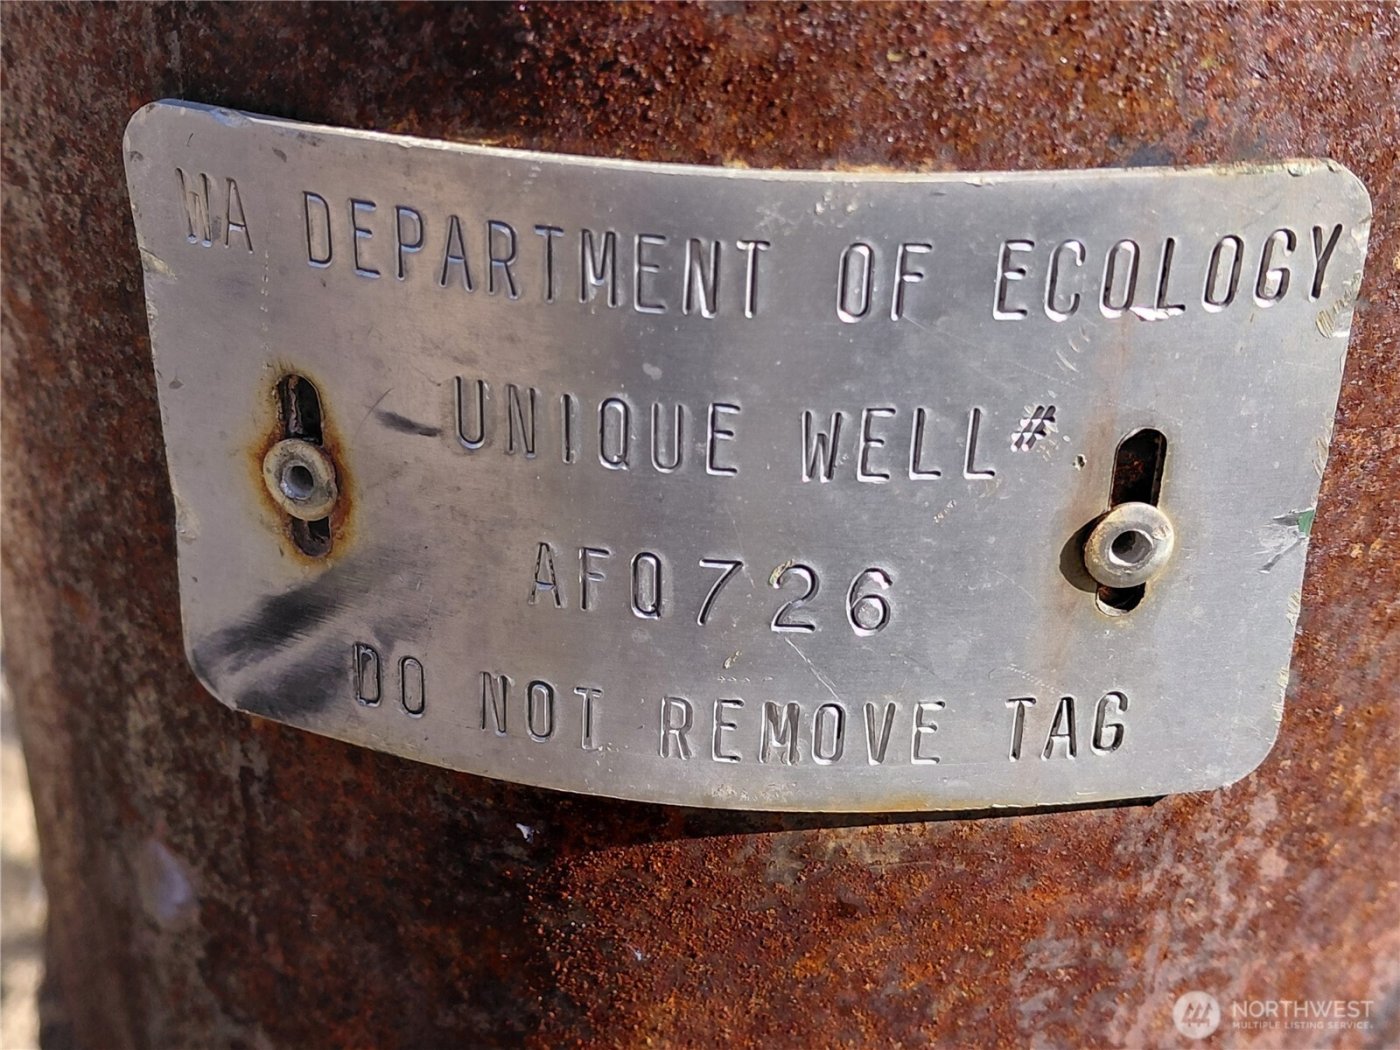 WA DEPARTMENT OF ECOLOGY
UNIQUE WELL#
AFQ726
DO NOT REMOVE TAG
NORTHWEST
MULTIPLE LISTING SERVICE.